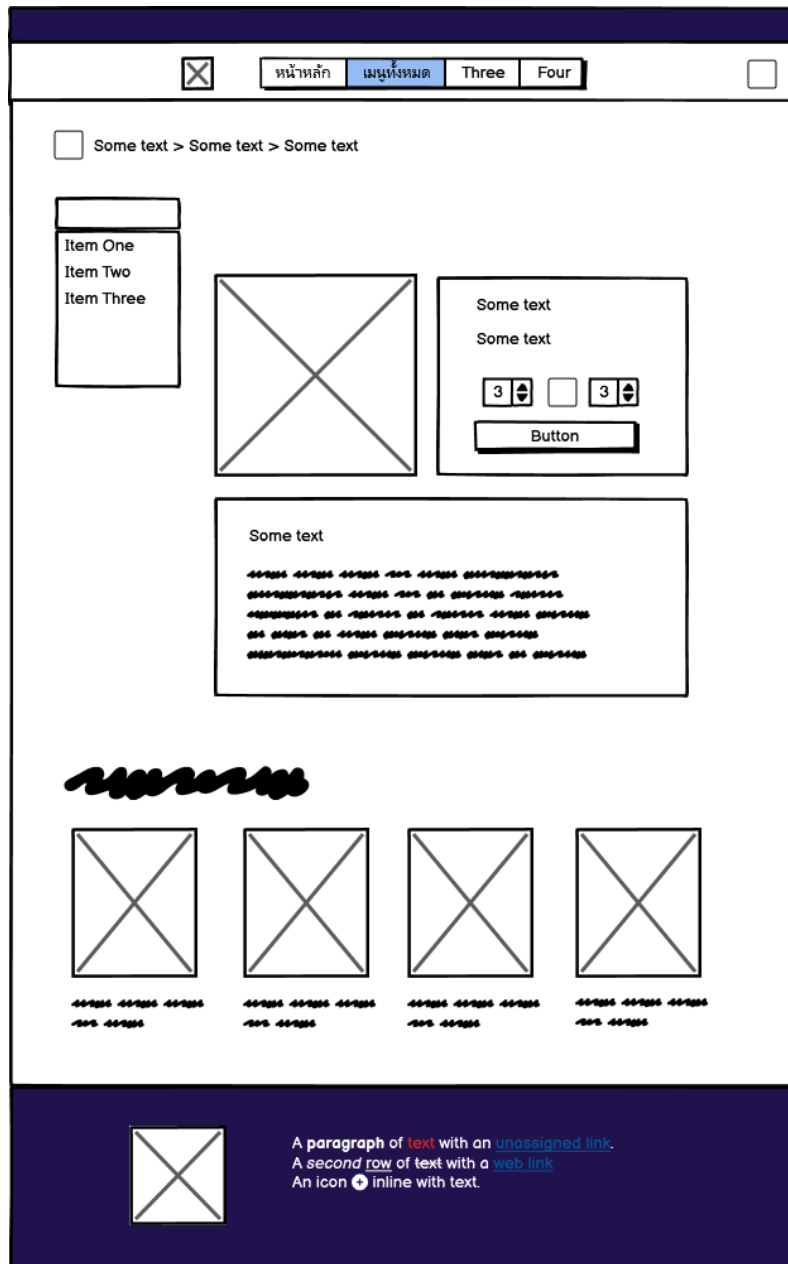 หน้าหลัก เมนูทั้งหมด Three Four
Some text > Some text > Some text
Item One
Item Two
Item Three
Some text
Some text
3 3
Button
Some text
A paragraph of text with an unassigned link.
A second row of text with a web link
An icon inline with text.